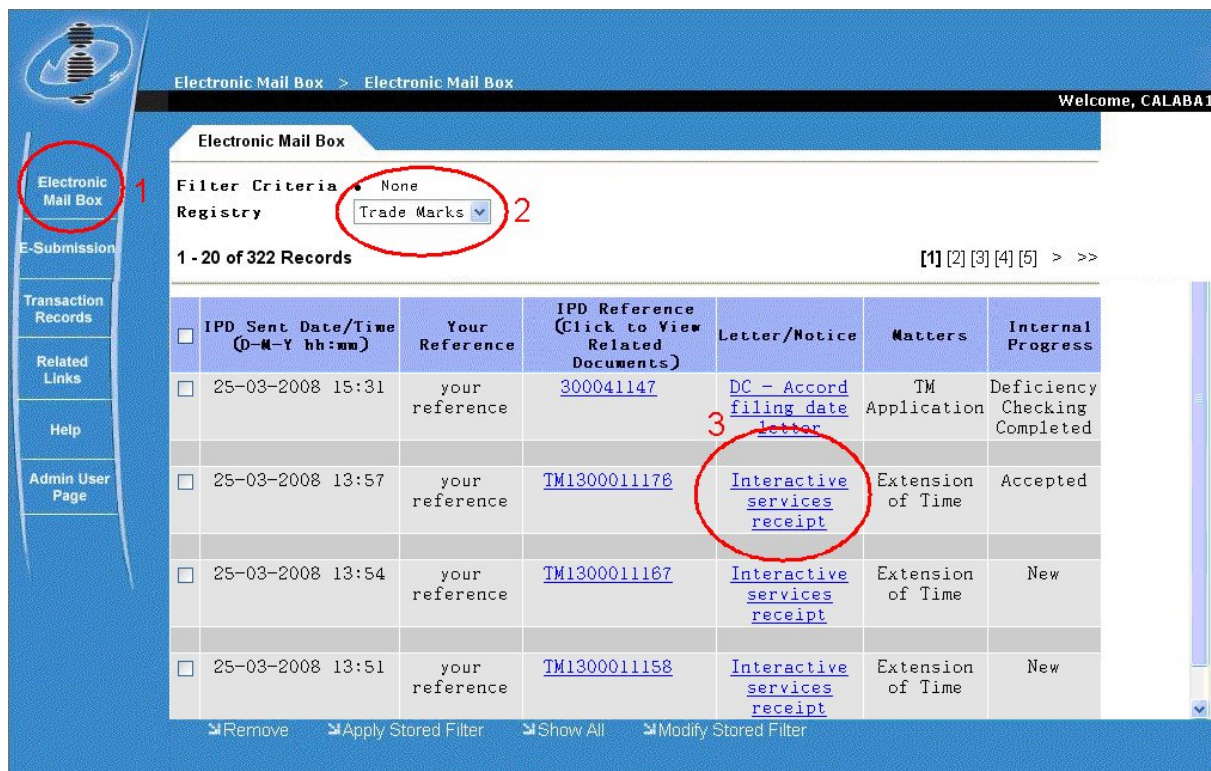 Electronic Mail Box > Electronic Mail Box
Welcome, CALABA1
Electronic Mail Box
Electronic
Mail Box
1
E-Submission
Transaction
Records
Related
Links
Help
Admin User
Page
Filter Criteria • None
Registry Trade Marks 2
1 - 20 of 322 Records [1] [2] [3] [4] [5] > >>
IPD Sent Date/Time
(D-M-Y hh:mm)
Your
Reference
IPD Reference
(Click to View
Related
Documents)
Letter/Notice
Matters
Internal
Progress
25-03-2008 15:31
your
reference
300041147
DC - Accord
filing date
letter
TM
Application
Deficiency
Checking
Completed
3
25-03-2008 13:57
your
reference
TM1300011176
Interactive
services
receipt
Extension
of Time
Accepted
25-03-2008 13:54
your
reference
TM1300011167
Interactive
services
receipt
Extension
of Time
New
25-03-2008 13:51
your
reference
TM1300011158
Interactive
services
receipt
Extension
of Time
New
Remove Apply Stored Filter Show All Modify Stored Filter